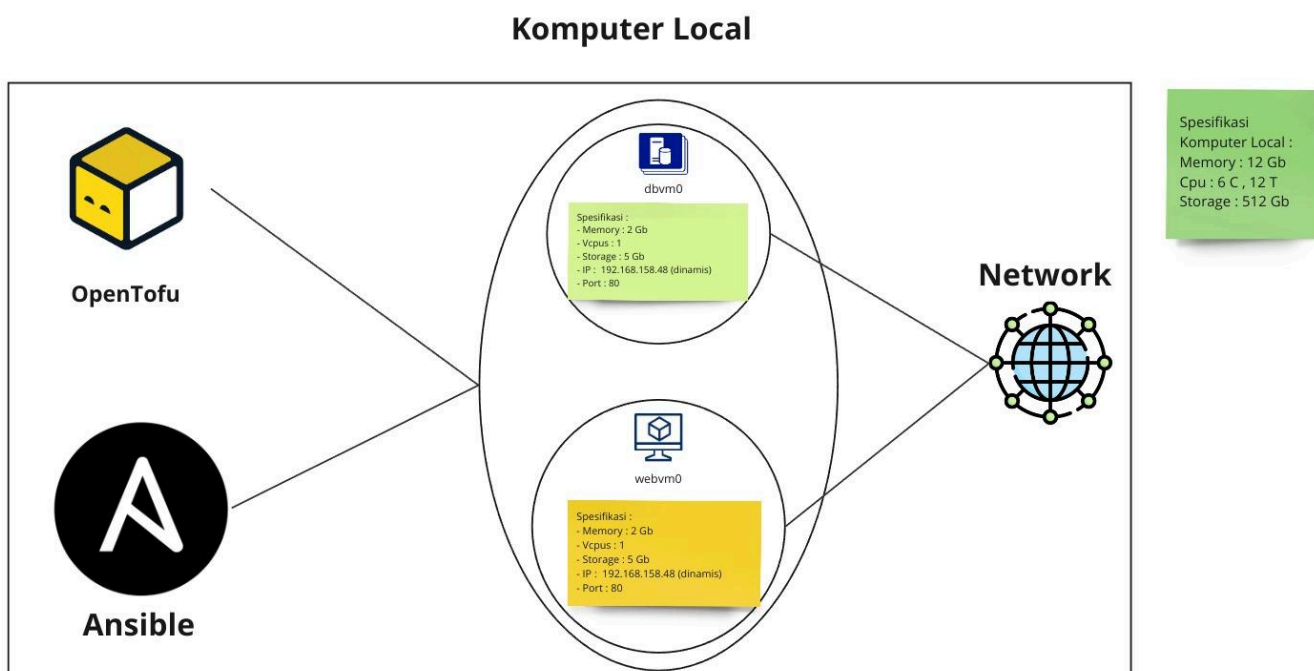 Komputer Local
OpenTofu
Ansible
dbvm0
Spesifikasi :
- Memory : 2 Gb
- Vcpus : 1
- Storage : 5 Gb
- IP :  192.168.158.48 (dinamis)
- Port : 80
webvm0
Spesifikasi :
- Memory : 2 Gb
- Vcpus : 1
- Storage : 5 Gb
- IP :  192.168.158.48 (dinamis)
- Port : 80
Network
Spesifikasi
Komputer Local :
Memory : 12 Gb
Cpu : 6 C , 12 T
Storage : 512 Gb